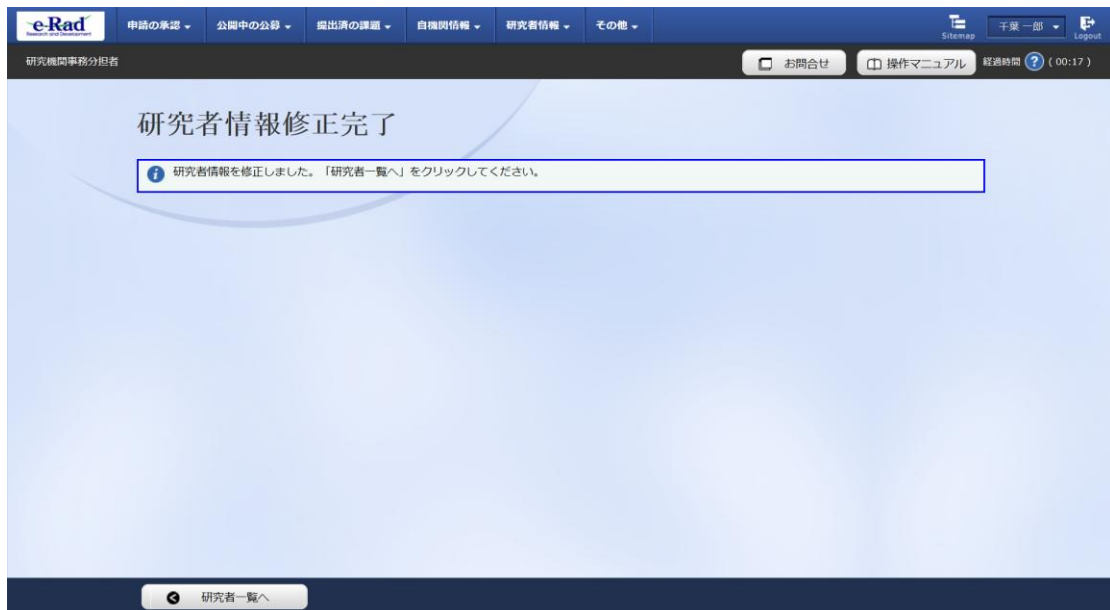 e-Rad
Research and Development
申請の承認
公開中の公募
提出済の課題
自機関情報
研究者情報
その他
Sitemap
千葉 一郎
Logout
研究機関事務分担者
お問合せ
操作マニュアル
経過時間 ? ( 00:17 )
研究者情報修正完了
研究者情報を修正しました。「研究者一覧へ」をクリックしてください。
研究者一覧へ